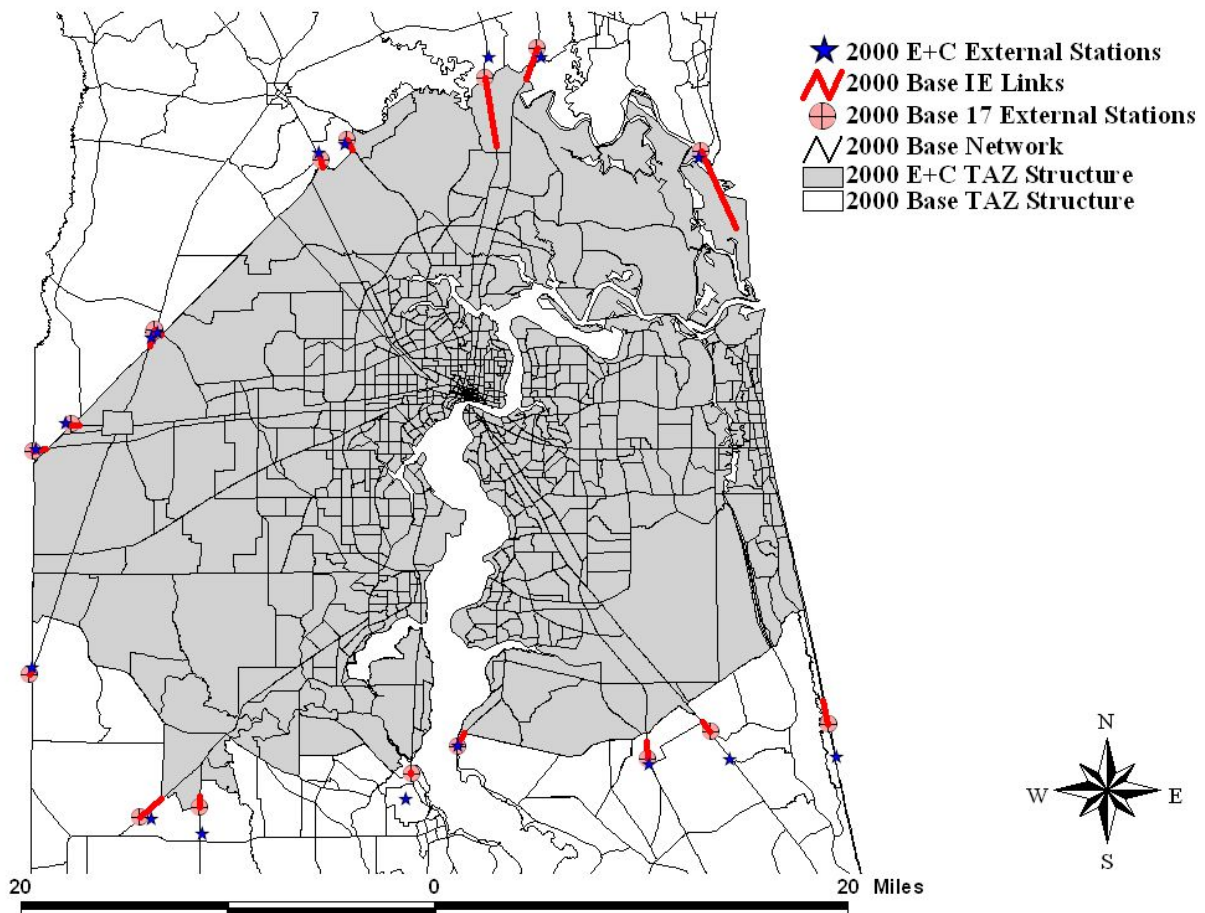 2000 E+C External Stations
2000 Base IE Links
2000 Base 17 External Stations
2000 Base Network
2000 E+C TAZ Structure
2000 Base TAZ Structure
N
W E
S
20 0 20 Miles